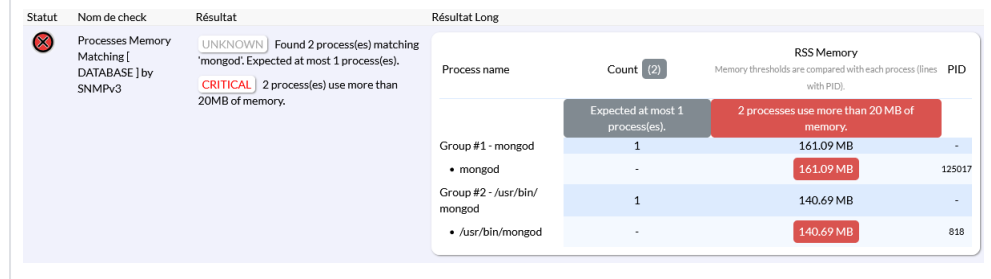 Statut Nom de check Résultat Résultat Long
Processes Memory
Matching [
DATABASE ] by
SNMPv3
UNKNOWN Found 2 process(es) matching
'mongod'. Expected at most 1 process(es).
CRITICAL 2 process(es) use more than
20MB of memory.
Process name Count (2) RSS Memory PID
Memory thresholds are compared with each process (lines
with PID).
Expected at most 1
process(es).
2 processes use more than 20 MB of
memory.
Group #1 - mongod 1 161.09 MB -
• mongod - 161.09 MB 125017
Group #2 - /usr/bin/
mongod 1 140.69 MB -
• /usr/bin/mongod - 140.69 MB 818